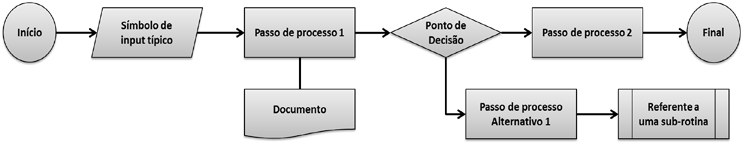 Início
Símbolo de
input típico
Passo de processo 1
Ponto de
Decisão
Passo de processo 2
Final
Documento
Passo de processo
Alternativo 1
Referente a
uma sub-rotina